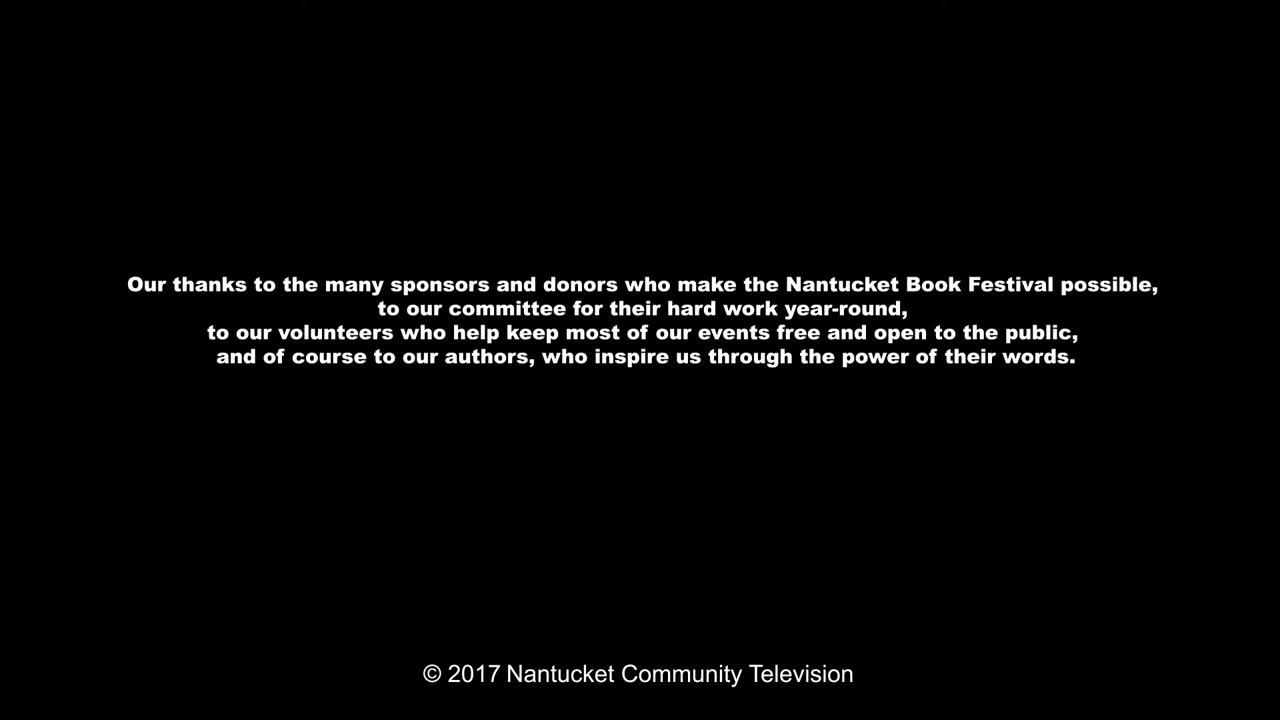 Our thanks to the many sponsors and donors who make the Nantucket Book Festival possible,
to our committee for their hard work year-round,
to our volunteers who help keep most of our events free and open to the public,
and of course to our authors, who inspire us through the power of their words.
© 2017 Nantucket Community Television